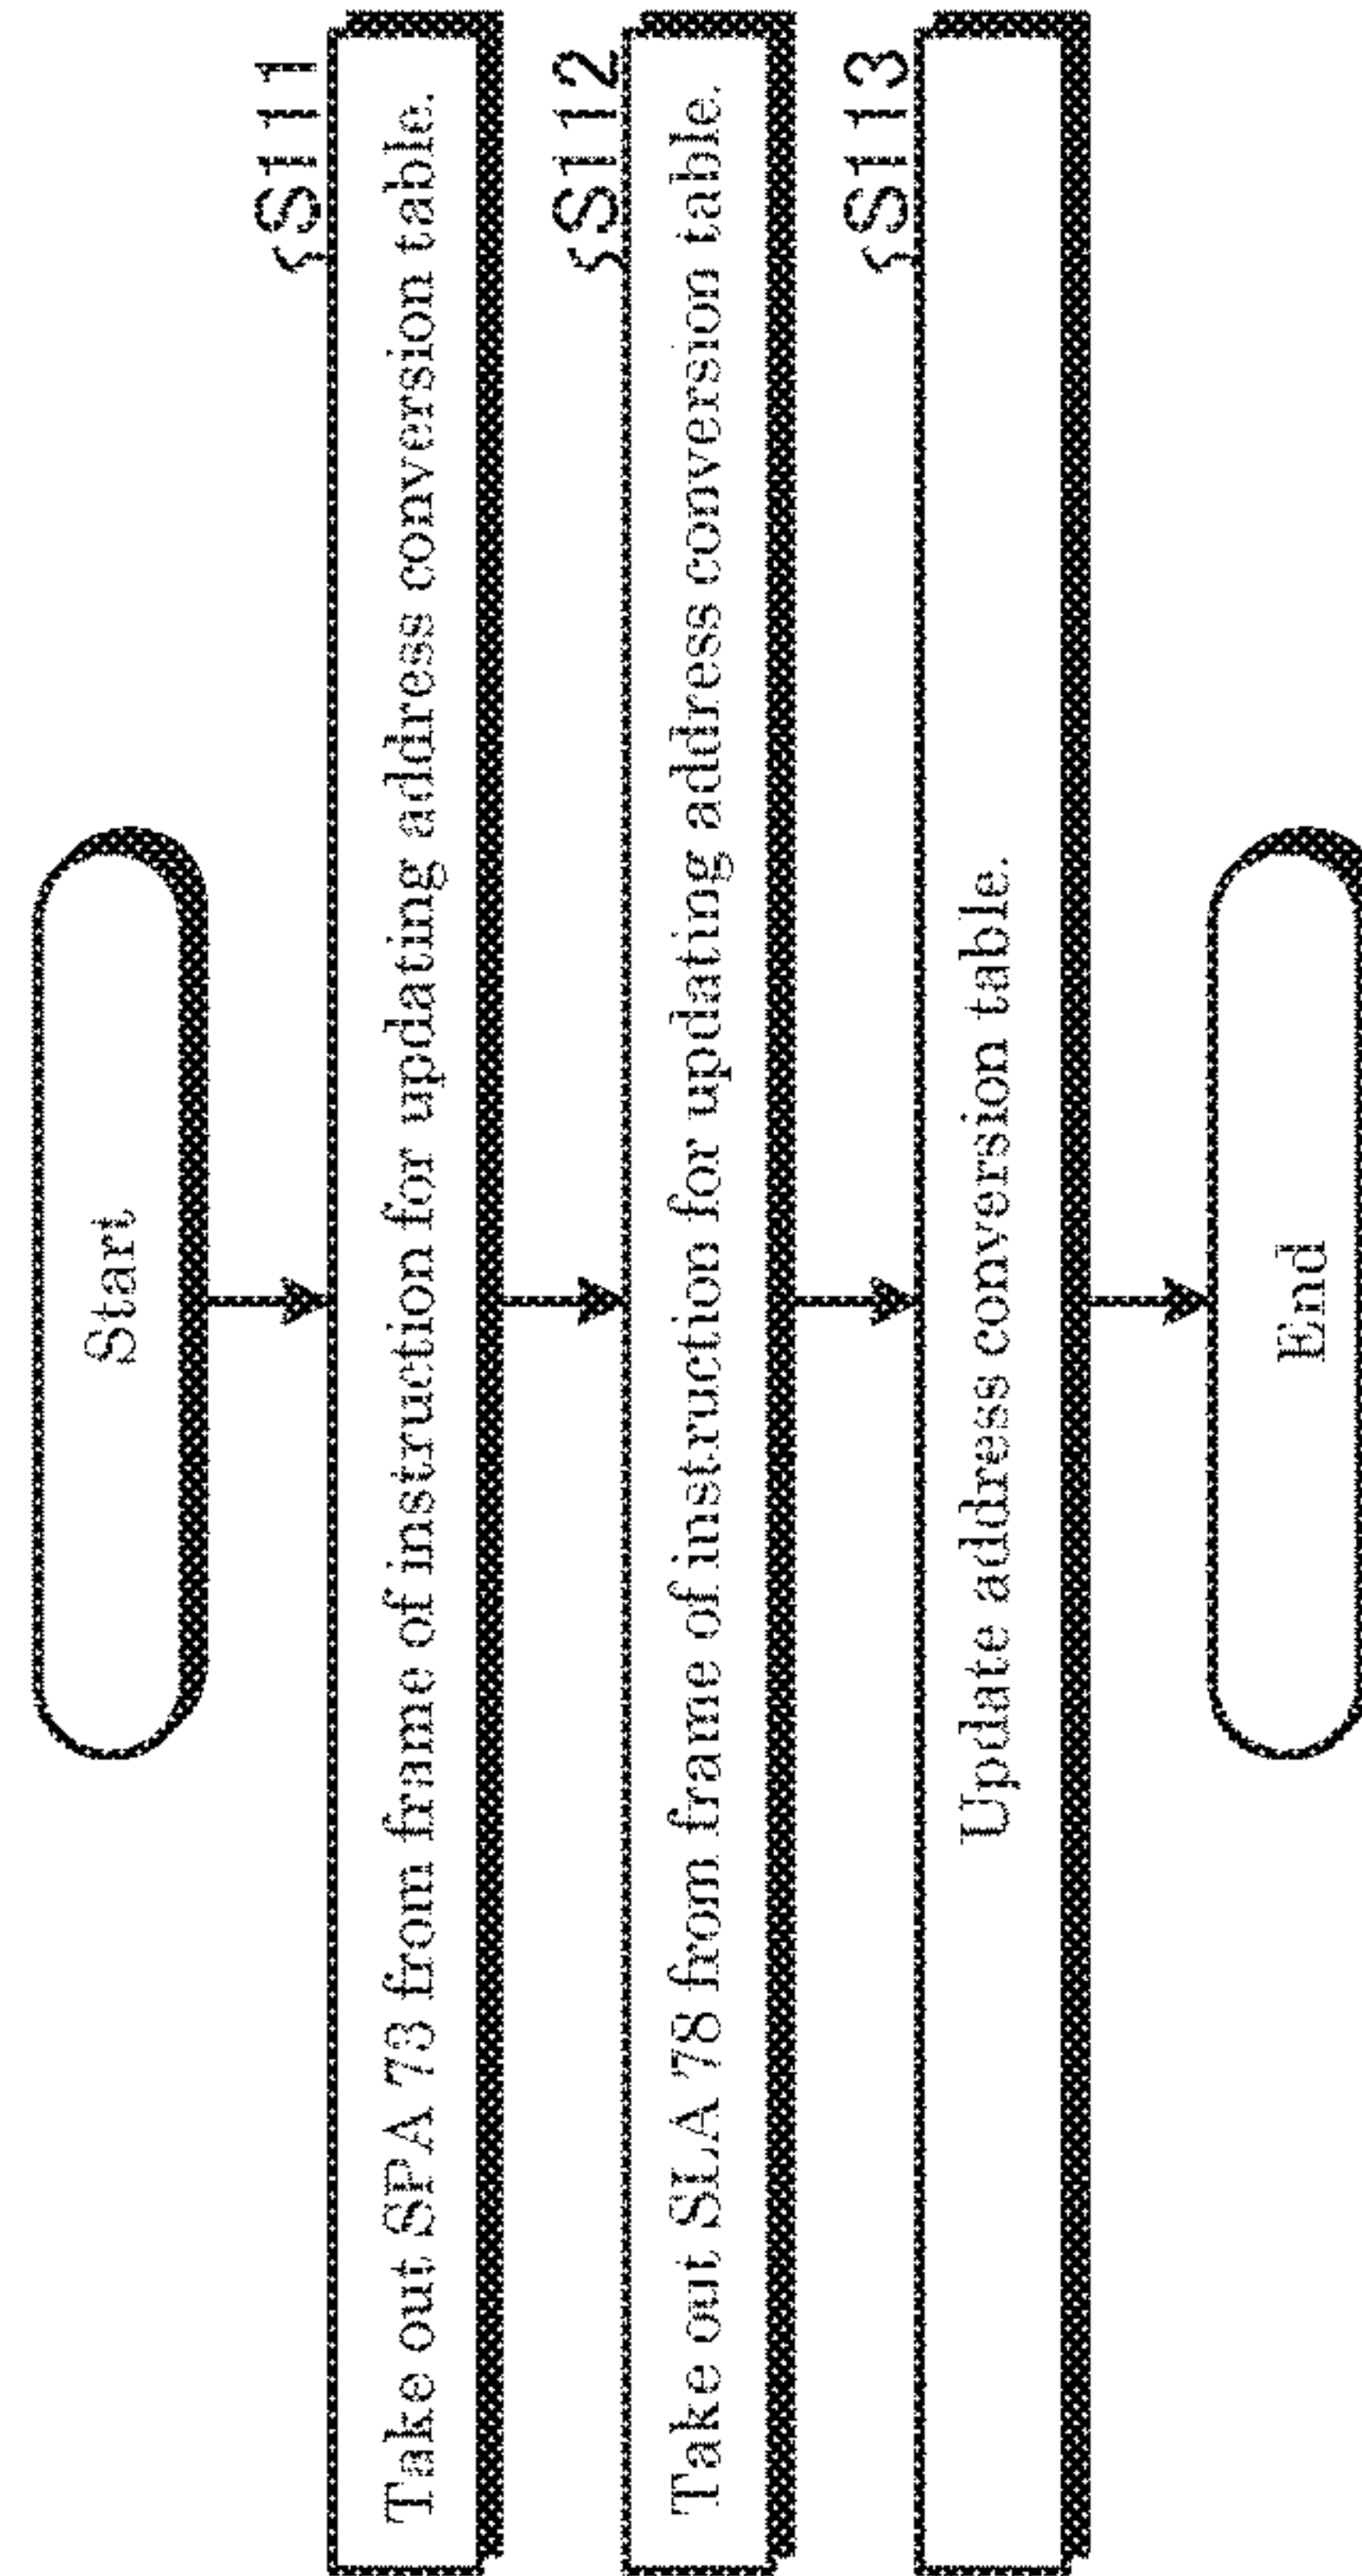 Start
S111
Take out SPA 73 from frame of instruction for updating address conversion table.
S112
Take out SLA 78 from frame of instruction for updating address conversion table.
S113
Update address conversion table.
End